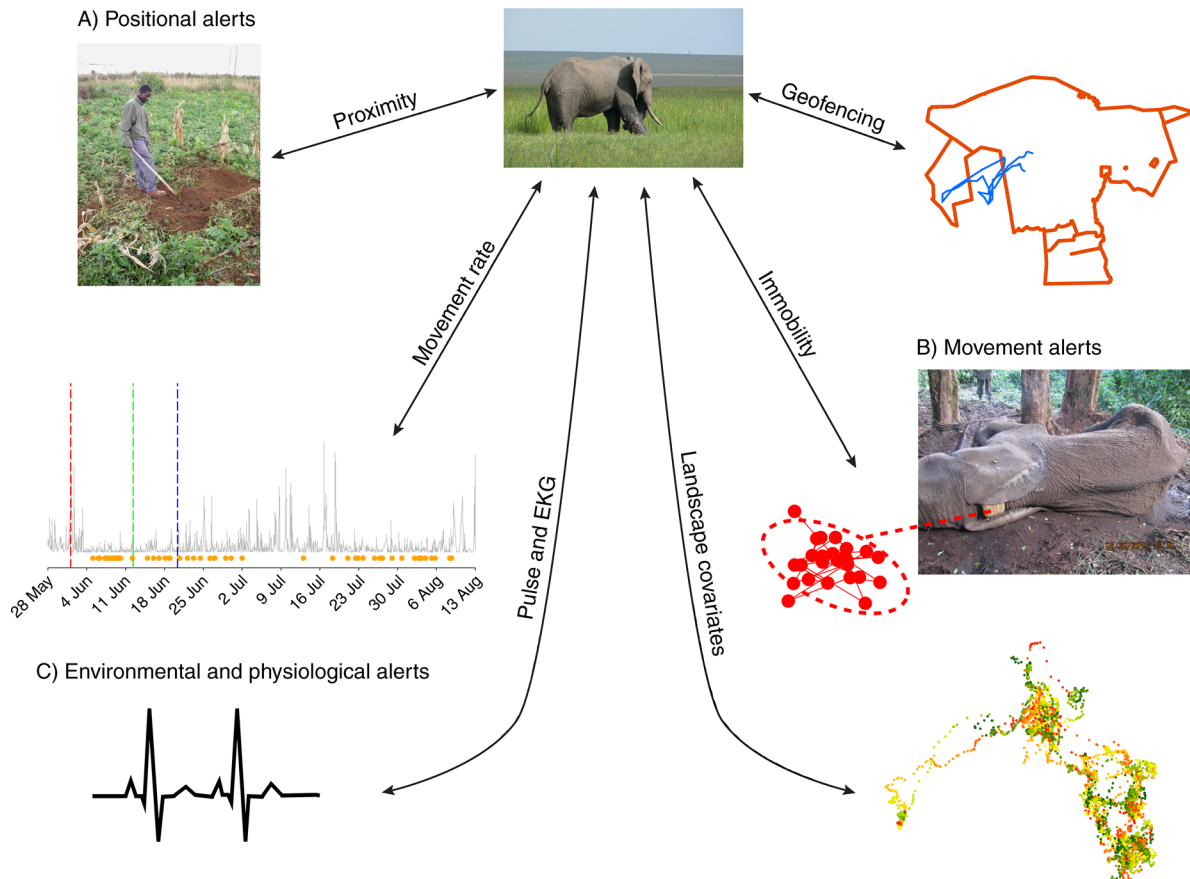 A) Positional alerts
Proximity
Geofencing
Movement rate
Immobility
B) Movement alerts
28 May
4 Jun
11 Jun
18 Jun
25 Jun
2 Jul
9 Jul
16 Jul
23 Jul
30 Jul
6 Aug
13 Aug
Pulse and EKG
Landscape covariates
C) Environmental and physiological alerts